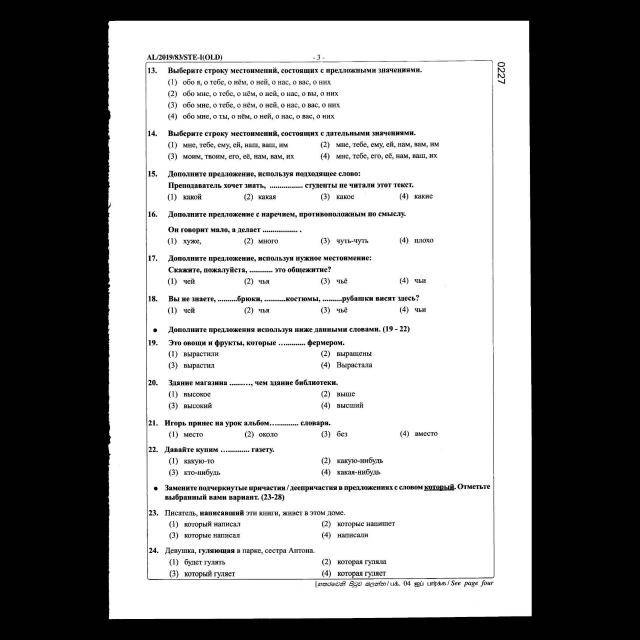 AL/2019/83/STE-I(OLD)
- 3 -
0227
13. Выберите строку местоимений, состоящих с предложными значениями.
(1) обо я, о тебе, о нём, о ней, о нас, о вас, о них
(2) обо мне, о тебе, о нём, о ней, о нас, о вы, о них
(3) обо мне, о тебе, о нём, о ней, о нас, о вас, о них
(4) обо мне, о ты, о нём, о ней, о нас, о вас, о них
14. Выберите строку местоимений, состоящих с дательными значениями.
(1) мне, тебе, ему, ей, наш, ваш, им (2) мне, тебе, ему, ей, нам, вам, им
(3) моим, твоим, его, её, нам, вам, их (4) мне, тебе, его, её, нам, ваш, их
15. Дополните предложение, используя подходящее слово:
Преподаватель хочет знать, ................ студенты не читали этот текст.
(1) какой (2) какая (3) какое (4) какие
16. Дополните предложение с наречием, противоположным по смыслу.
Он говорит мало, а делает ................. .
(1) хуже, (2) много (3) чуть-чуть (4) плохо
17. Дополните предложение, используя нужное местоимение:
Скажите, пожалуйста, .......... это общежитие?
(1) чей (2) чья (3) чьё (4) чьи
18. Вы не знаете, .........брюки, .........костюмы, .........рубашки висят здесь?
(1) чей (2) чья (3) чьё (4) чьи
• Дополните предложения используя ниже данными словами. (19 - 22)
19. Это овощи и фрукты, которые ............ фермером.
(1) вырастили (2) выращены
(3) вырастил (4) Вырастала
20. Здание магазина ........., чем здание библиотеки.
(1) высокое (2) выше
(3) высокий (4) высший
21. Игорь принес на урок альбом............ словаря.
(1) место (2) около (3) без (4) вместо
22. Давайте купим ............ газету.
(1) какую-то (2) какую-нибудь
(3) кто-нибудь (4) какая-нибудь
• Замените подчеркнутые причастия / деепричастия в предложениях с словом который. Отметьте
выбранный вами вариант. (23-28)
23. Писатель, написавший эти книги, живет в этом доме.
(1) который написал (2) которые напишет
(3) которые написал (4) написали
24. Девушка, гуляющая в парке, сестра Антона.
(1) будет гулять (2) которая гуляла
(3) который гуляет (4) которая гуляет
[හතරවෙනි පිටුව බලන්න / பக். 04 ஐப் பார்க்க / See page four